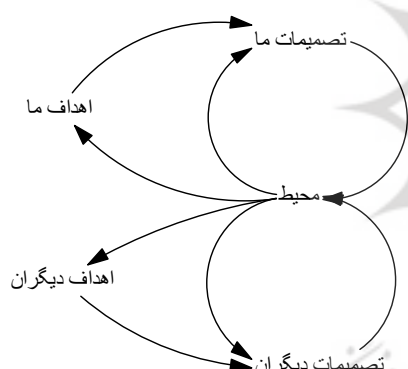 تصمیمات ما
اهداف ما
محیط
اهداف دیگران
تصمیمات دیگران